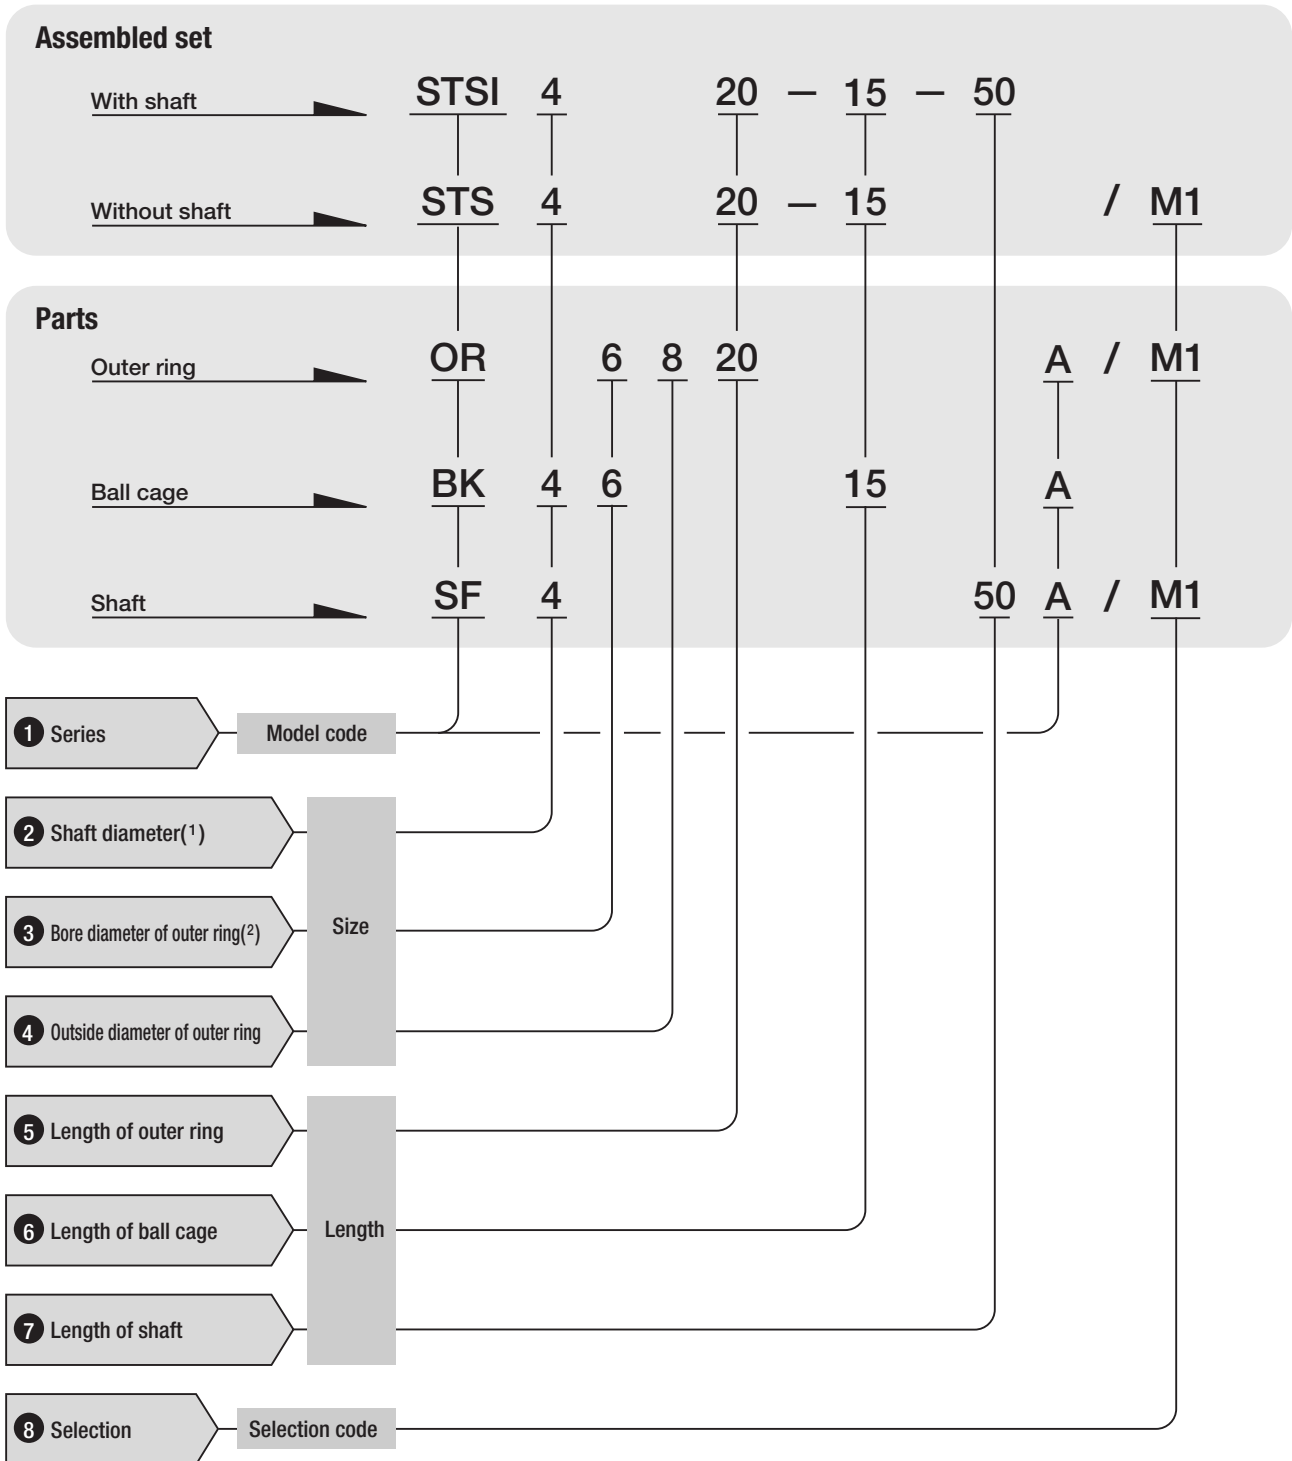 Assembled set
With shaft STSI 4 20 – 15 – 50
Without shaft STS 4 20 – 15 / M1
Parts
Outer ring OR 6 8 20 A / M1
Ball cage BK 4 6 15 A
Shaft SF 4 50 A / M1
1 Series Model code
2 Shaft diameter(1)
3 Bore diameter of outer ring(2) Size
4 Outside diameter of outer ring
5 Length of outer ring
6 Length of ball cage Length
7 Length of shaft
8 Selection Selection code